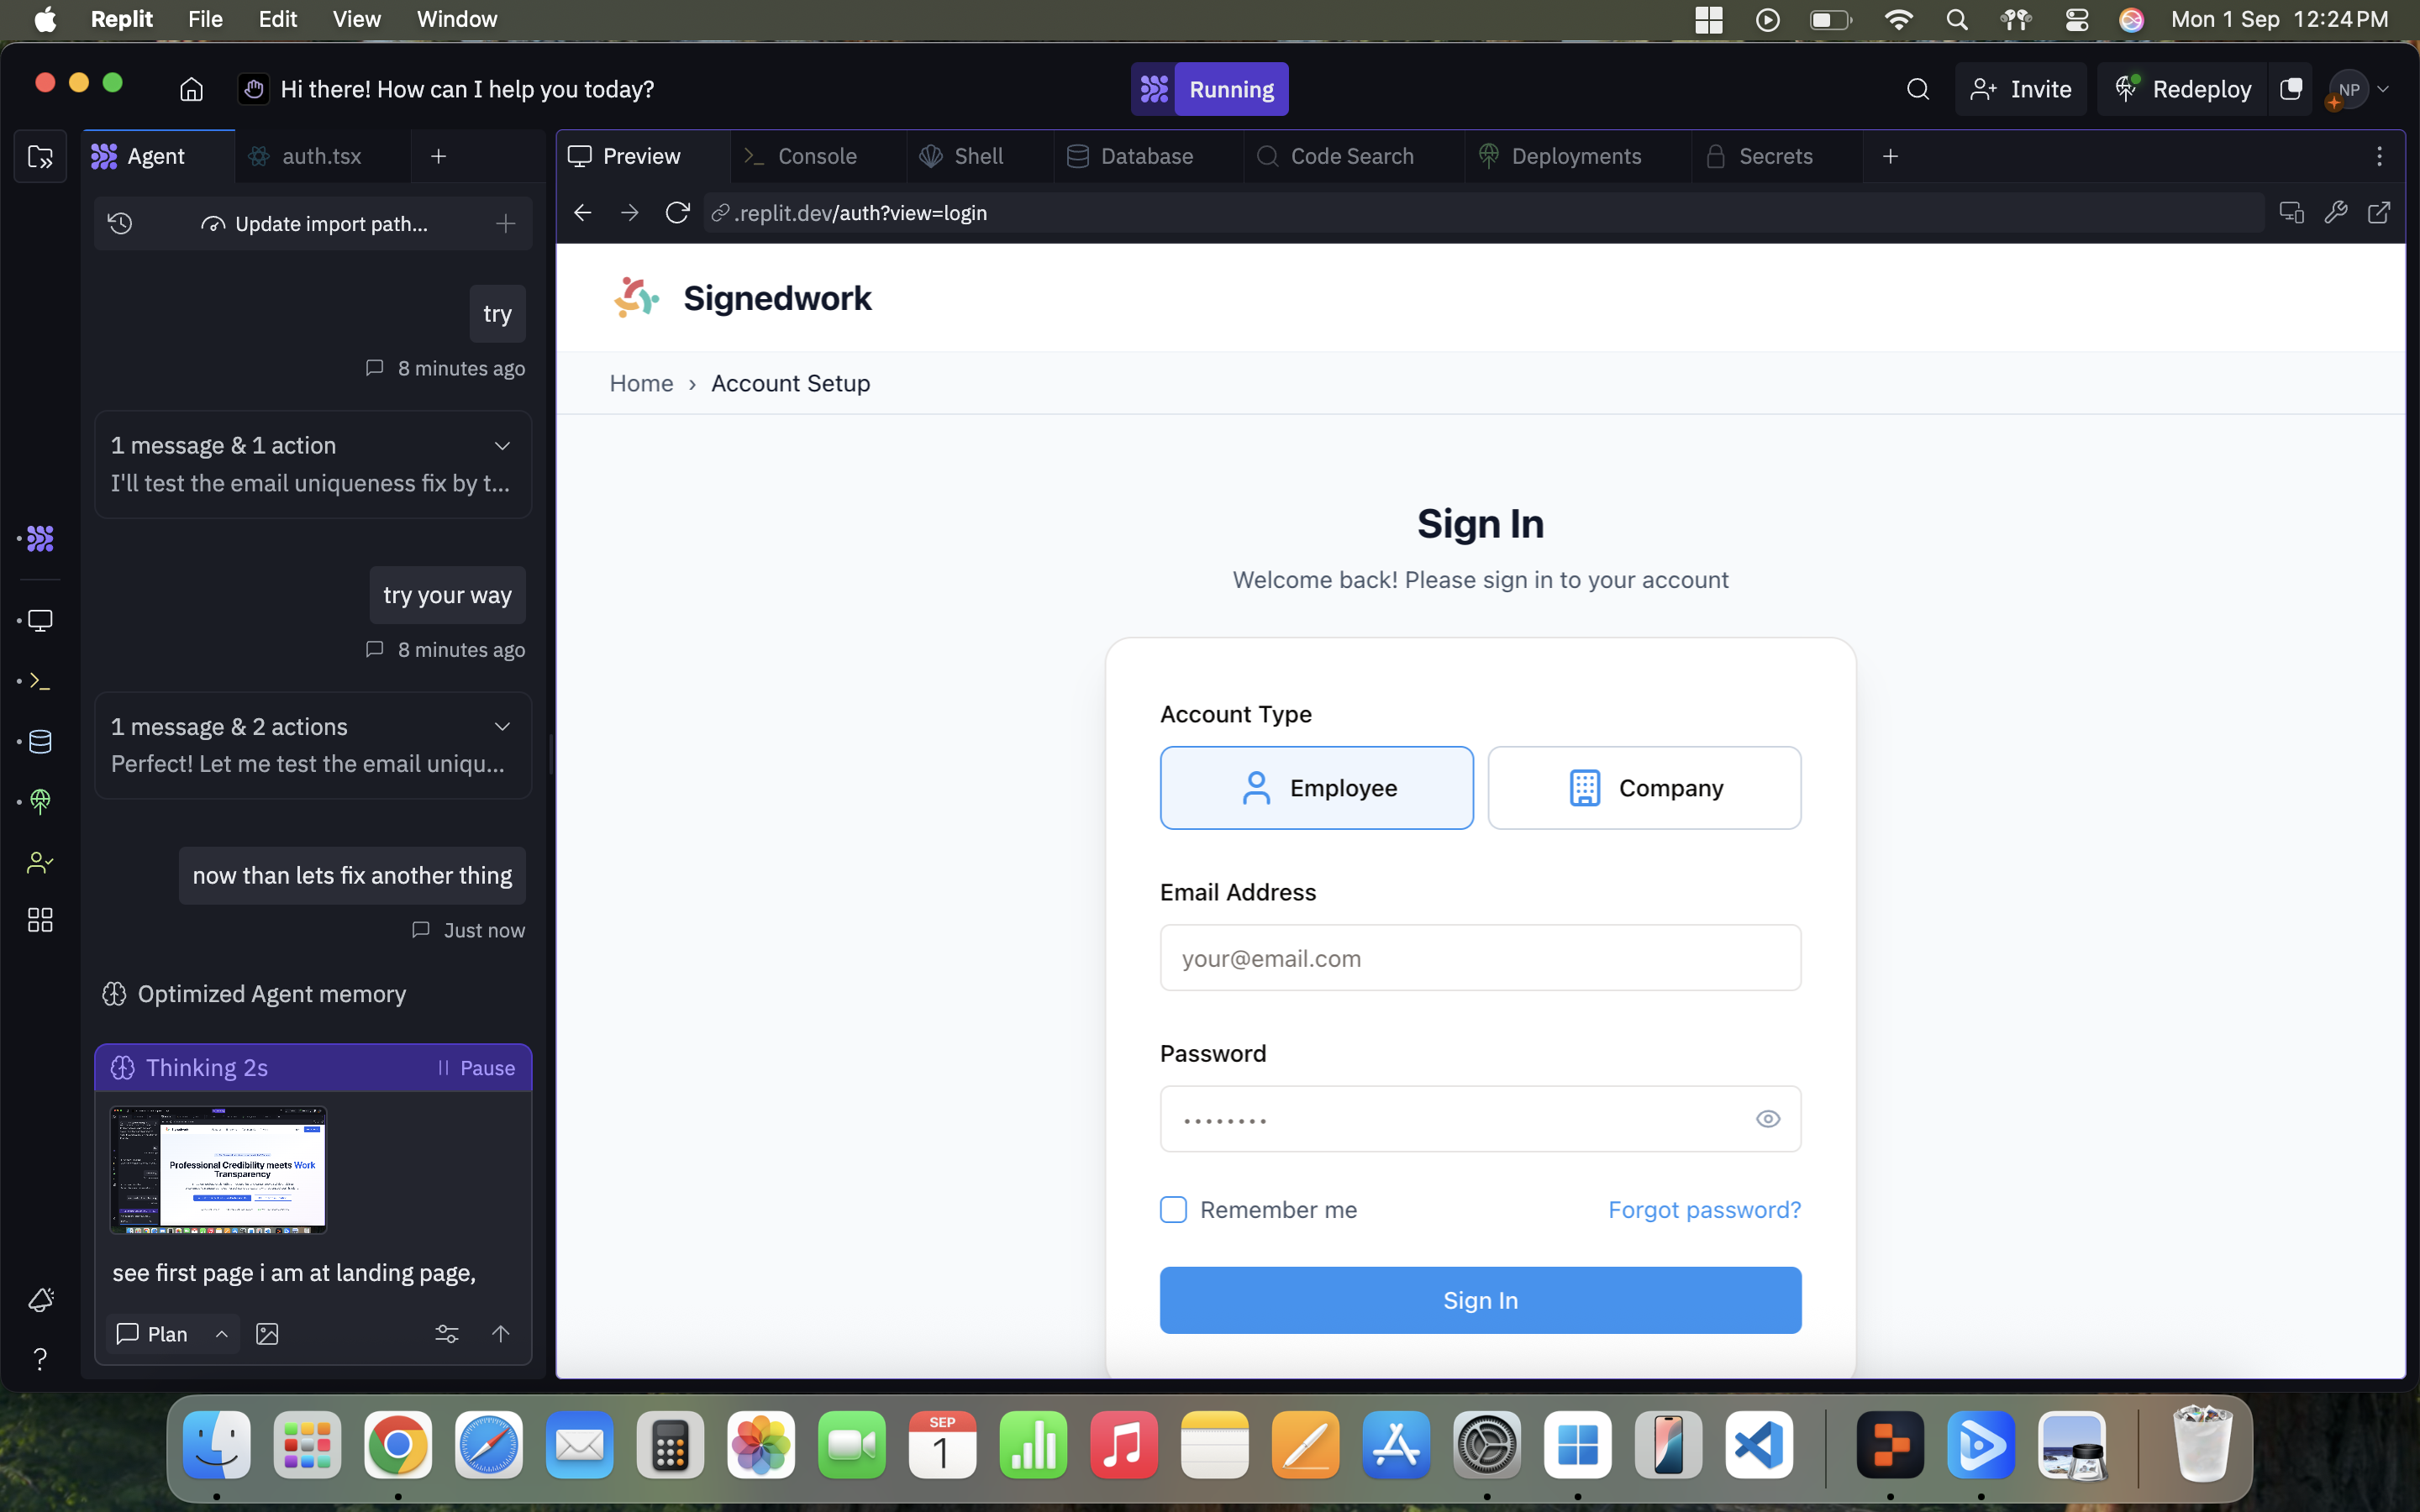 Replit File Edit View Window Mon 1 Sep 12:24 PM
Hi there! How can I help you today? Running Invite Redeploy NP
Agent auth.tsx
Update import path...
try
8 minutes ago
1 message & 1 action
I'll test the email uniqueness fix by t...
try your way
8 minutes ago
1 message & 2 actions
Perfect! Let me test the email uniqu...
now than lets fix another thing
Just now
Optimized Agent memory
Thinking 2s Pause
Professional Credibility meets Work
Transparency
see first page i am at landing page,
Plan
Preview Console Shell Database Code Search Deployments Secrets
.replit.dev/auth?view=login
Signedwork
Home › Account Setup
Sign In
Welcome back! Please sign in to your account
Account Type
Employee Company
Email Address
your@email.com
Password
Remember me Forgot password?
Sign In
SEP
1